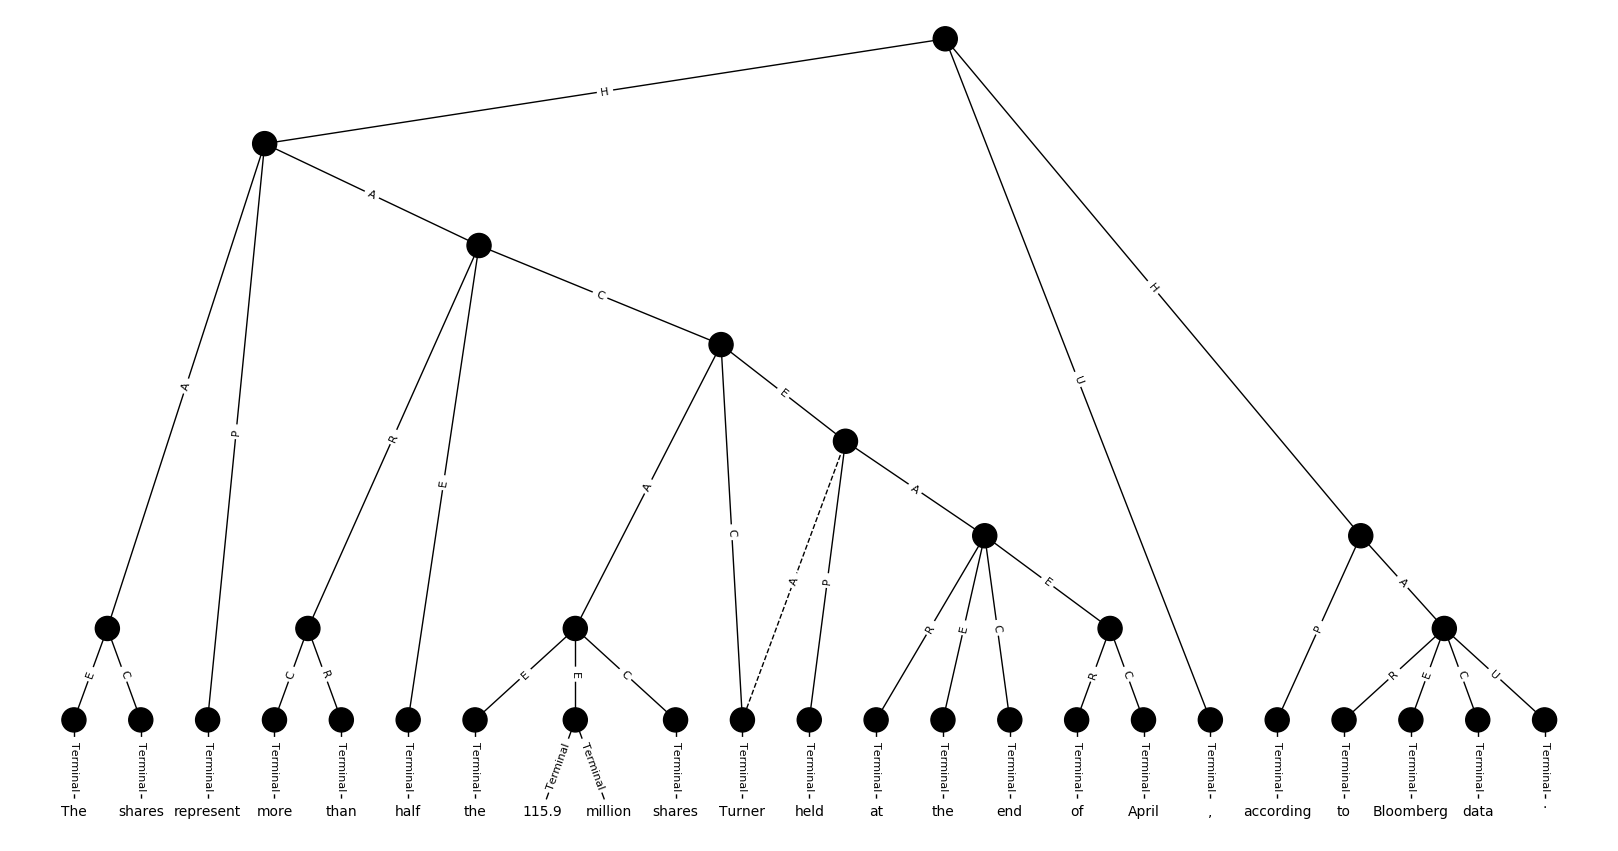 H
A
C
H
E
A
U
A
P
R
E
A
C
A
P
A
E
A
E
C
C
R
E
E
C
R
E
C
R
C
P
R
E
C
U
Terminal Terminal Terminal Terminal Terminal Terminal Terminal Terminal Terminal Terminal Terminal Terminal Terminal Terminal Terminal Terminal Terminal Terminal Terminal Terminal Terminal Terminal Terminal
The shares represent more than half the 115.9 million shares Turner held at the end of April , according to Bloomberg data .